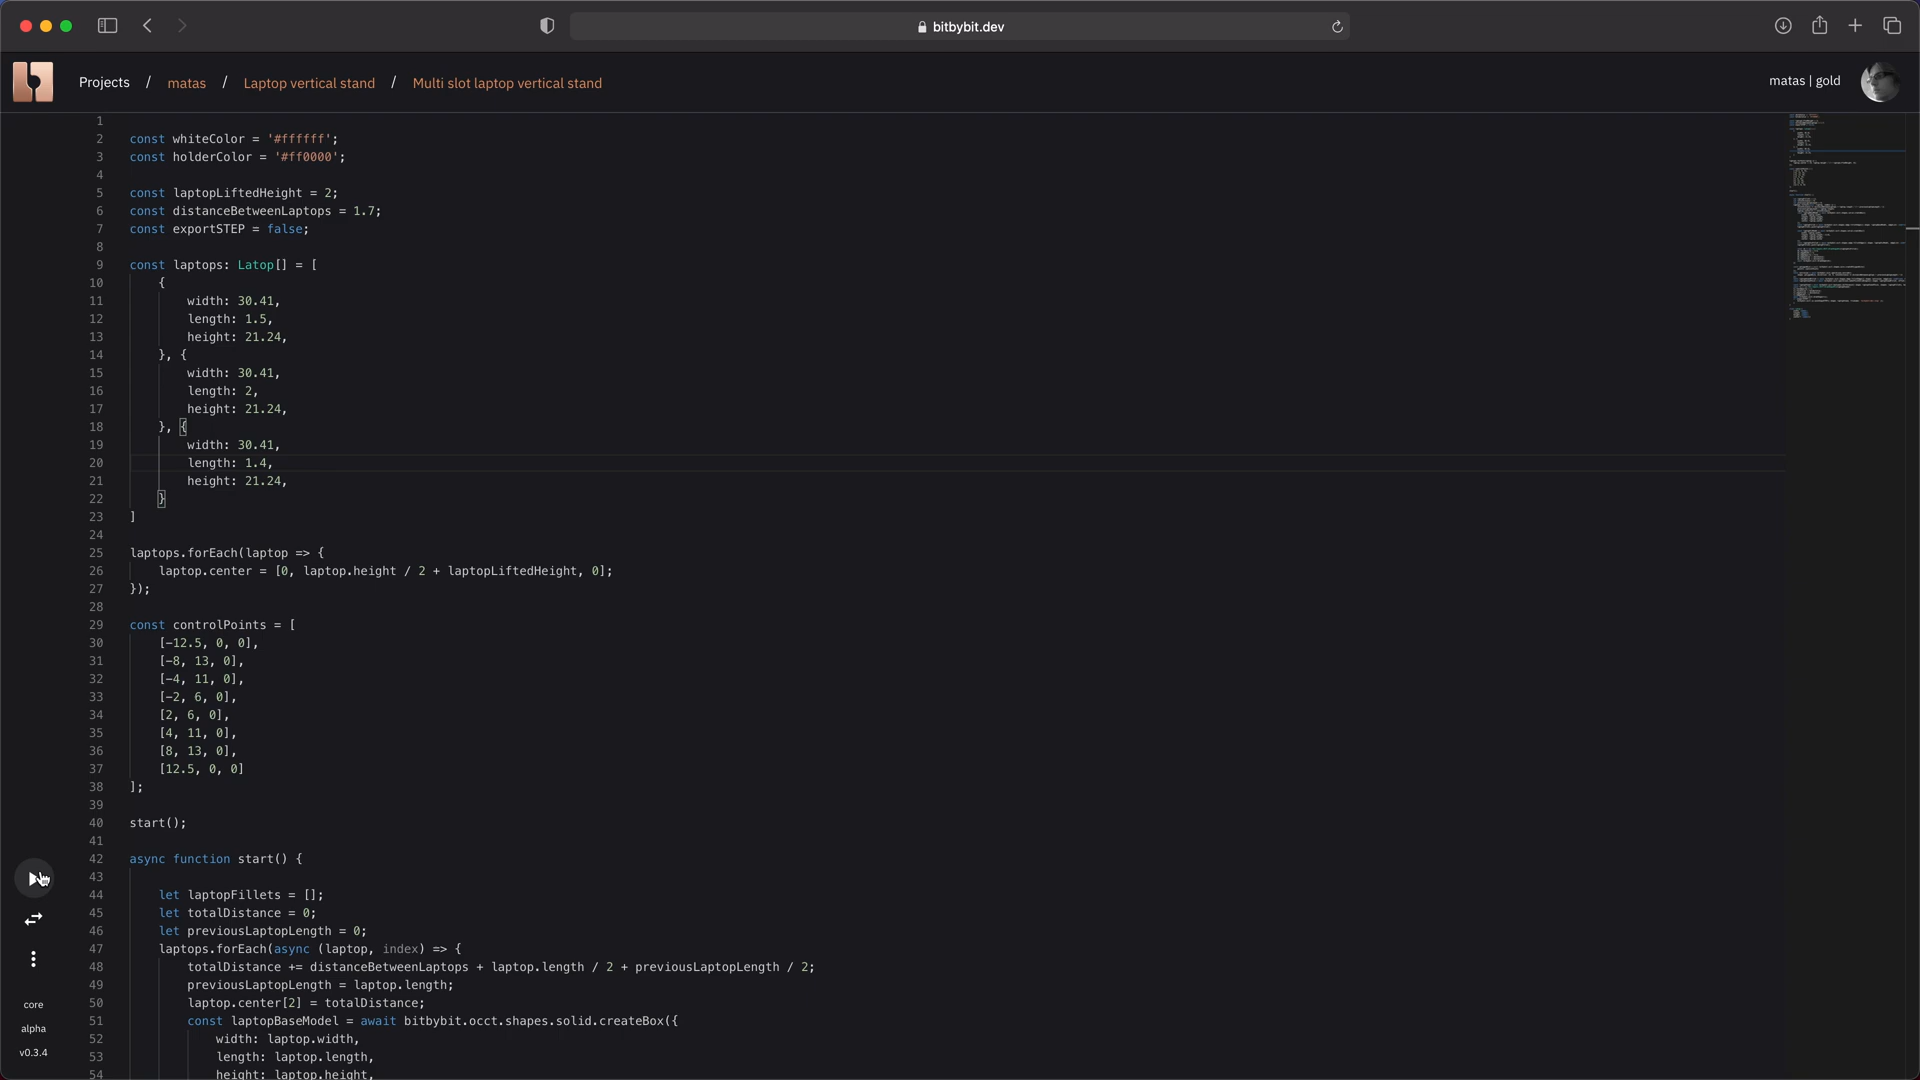 bitbybit.dev
Projects / matas / Laptop vertical stand / Multi slot laptop vertical stand
matas | gold
1
2 const whiteColor = '#ffffff';
3 const holderColor = '#ff0000';
4
5 const laptopLiftedHeight = 2;
6 const distanceBetweenLaptops = 1.7;
7 const exportSTEP = false;
8
9 const laptops: Latop[] = [
10 {
11 width: 30.41,
12 length: 1.5,
13 height: 21.24,
14 }, {
15 width: 30.41,
16 length: 2,
17 height: 21.24,
18 }, {
19 width: 30.41,
20 length: 1.4,
21 height: 21.24,
22 }
23 ]
24
25 laptops.forEach(laptop => {
26 laptop.center = [0, laptop.height / 2 + laptopLiftedHeight, 0];
27 });
28
29 const controlPoints = [
30 [-12.5, 0, 0],
31 [-8, 13, 0],
32 [-4, 11, 0],
33 [-2, 6, 0],
34 [2, 6, 0],
35 [4, 11, 0],
36 [8, 13, 0],
37 [12.5, 0, 0]
38 ];
39
40 start();
41
42 async function start() {
43
44 let laptopFillets = [];
45 let totalDistance = 0;
46 let previousLaptopLength = 0;
47 laptops.forEach(async (laptop, index) => {
48 totalDistance += distanceBetweenLaptops + laptop.length / 2 + previousLaptopLength / 2;
49 previousLaptopLength = laptop.length;
50 laptop.center[2] = totalDistance;
51 const laptopBaseModel = await bitbybit.occt.shapes.solid.createBox({
52 width: laptop.width,
53 length: laptop.length,
54 height: laptop.height,
core
alpha
v0.3.4